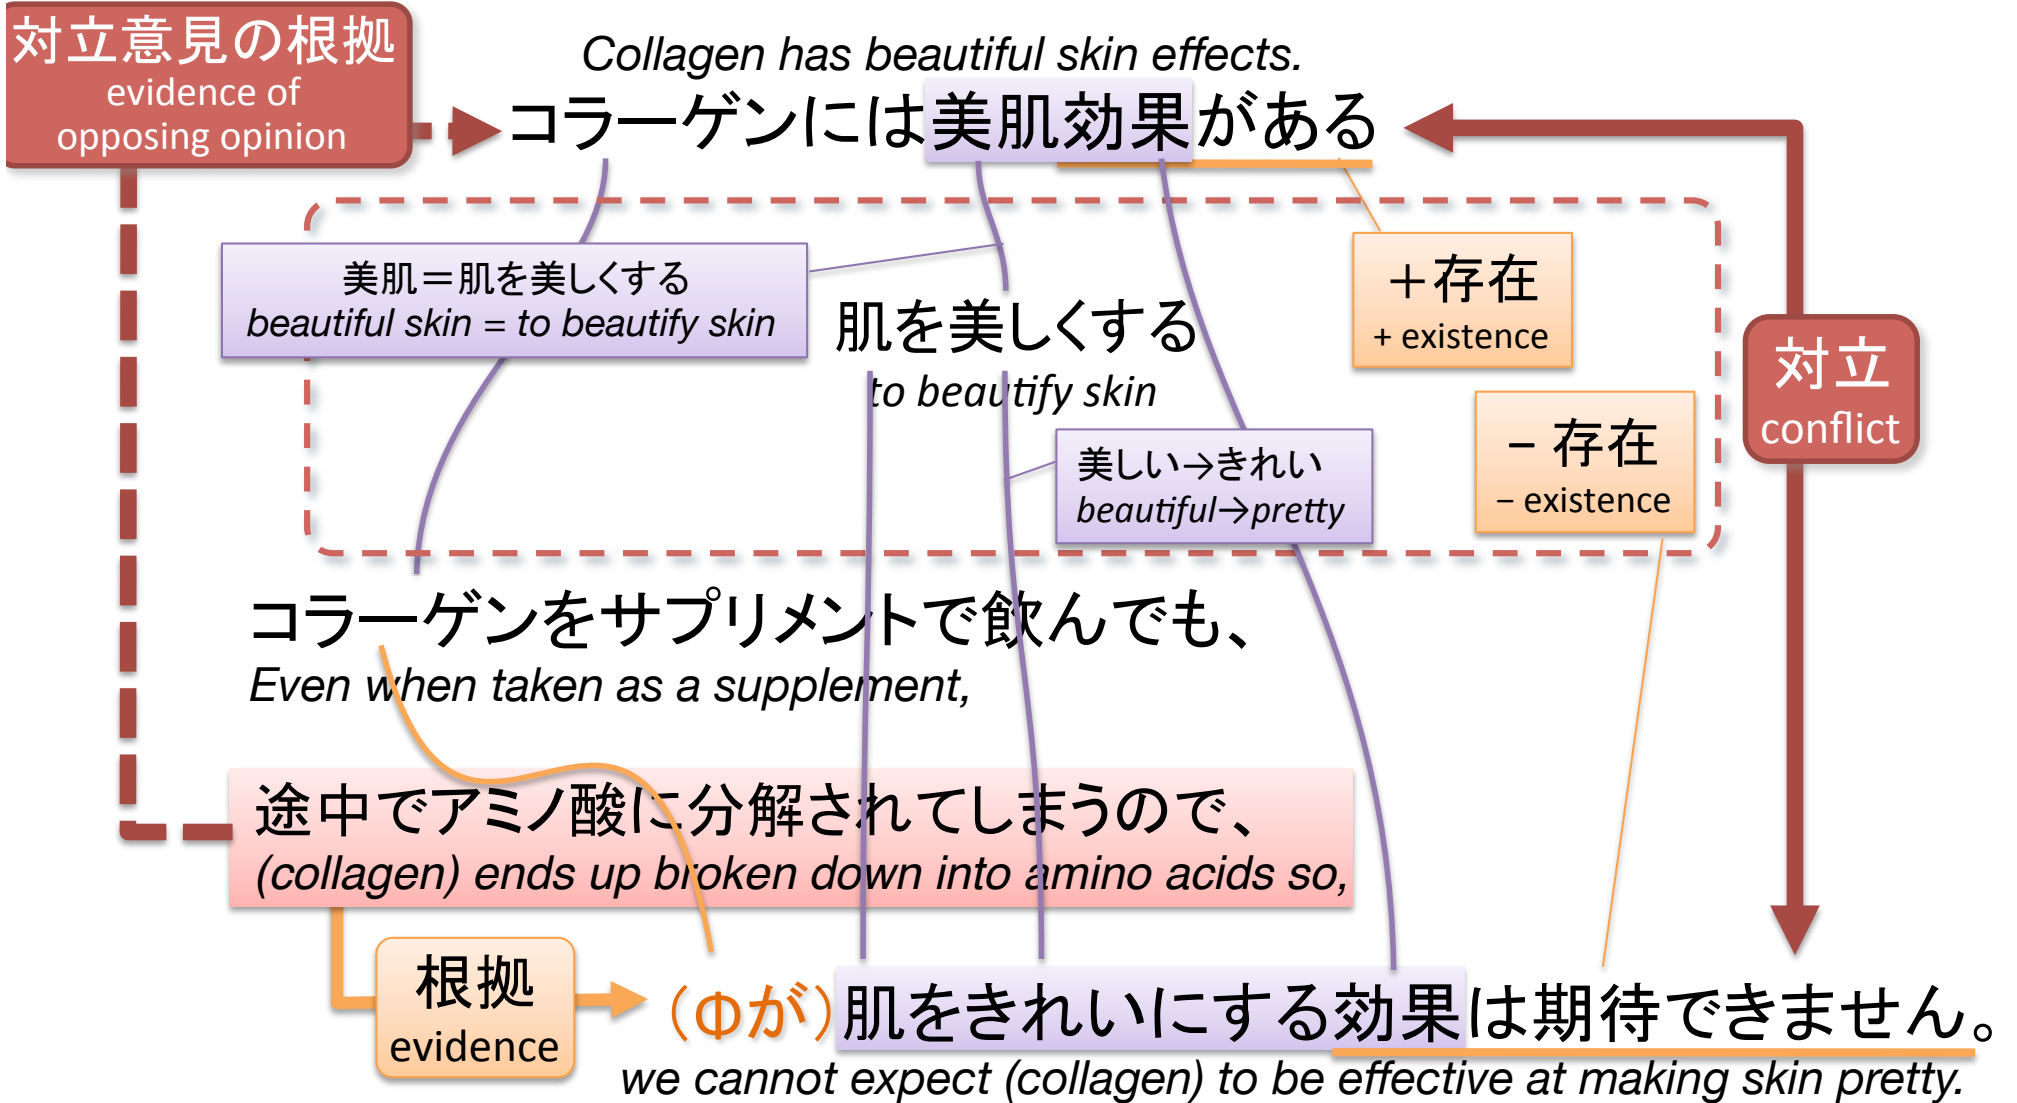 対立意見の根拠
evidence of
opposing opinion
Collagen has beautiful skin effects.
コラーゲンには美肌効果がある
美肌＝肌を美しくする
beautiful skin = to beautify skin
肌を美しくする
to beautify skin
＋存在
+ existence
対立
conflict
− 存在
− existence
美しい→きれい
beautiful→pretty
コラーゲンをサプリメントで飲んでも、
Even when taken as a supplement,
途中でアミノ酸に分解されてしまうので、
(collagen) ends up broken down into amino acids so,
根拠
evidence
（Φが）肌をきれいにする効果は期待できません。
we cannot expect (collagen) to be effective at making skin pretty.